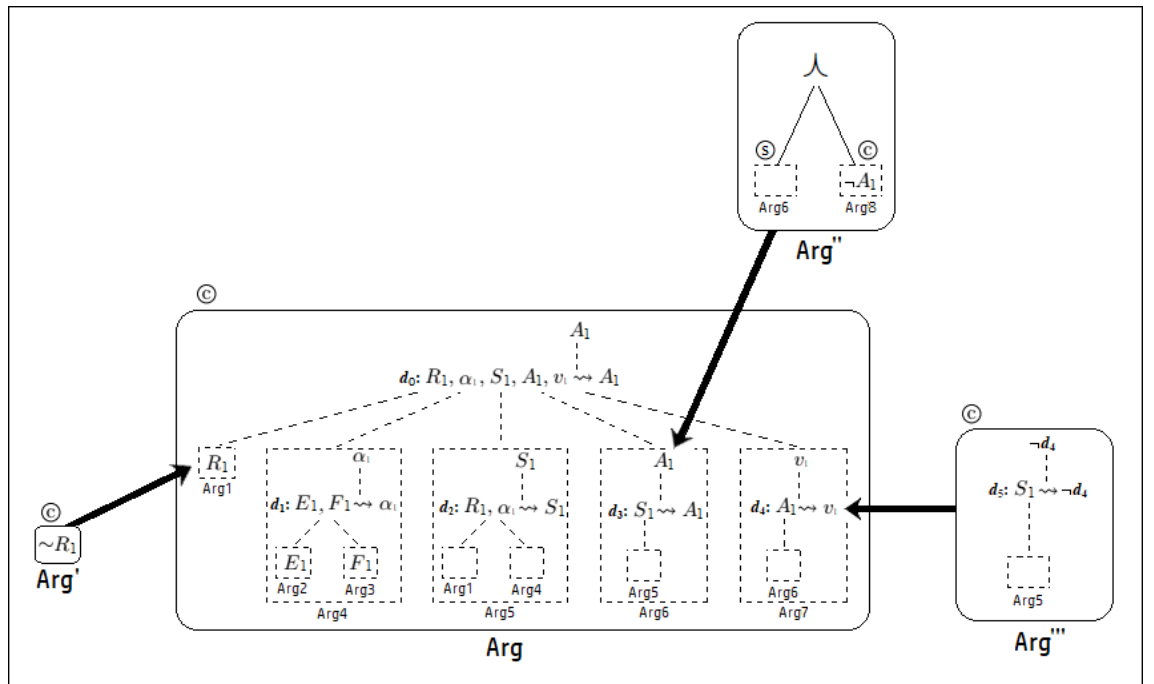 人
ⓢ ⓒ
¬A₁
Arg6 Arg8
Arg''
ⓒ
A₁
d₀: R₁, α₁, S₁, A₁, v₁ ⇝ A₁
R₁
Arg1
α₁
d₁: E₁, F₁ ⇝ α₁
E₁ F₁
Arg2 Arg3
Arg4
S₁
d₂: R₁, α₁ ⇝ S₁
Arg1 Arg4
Arg5
A₁
d₃: S₁ ⇝ A₁
Arg5
Arg6
v₁
d₄: A₁ ⇝ v₁
Arg6
Arg7
Arg
ⓒ
~R₁
Arg'
ⓒ
¬d₄
d₅: S₁ ⇝ ¬d₄
Arg5
Arg'''